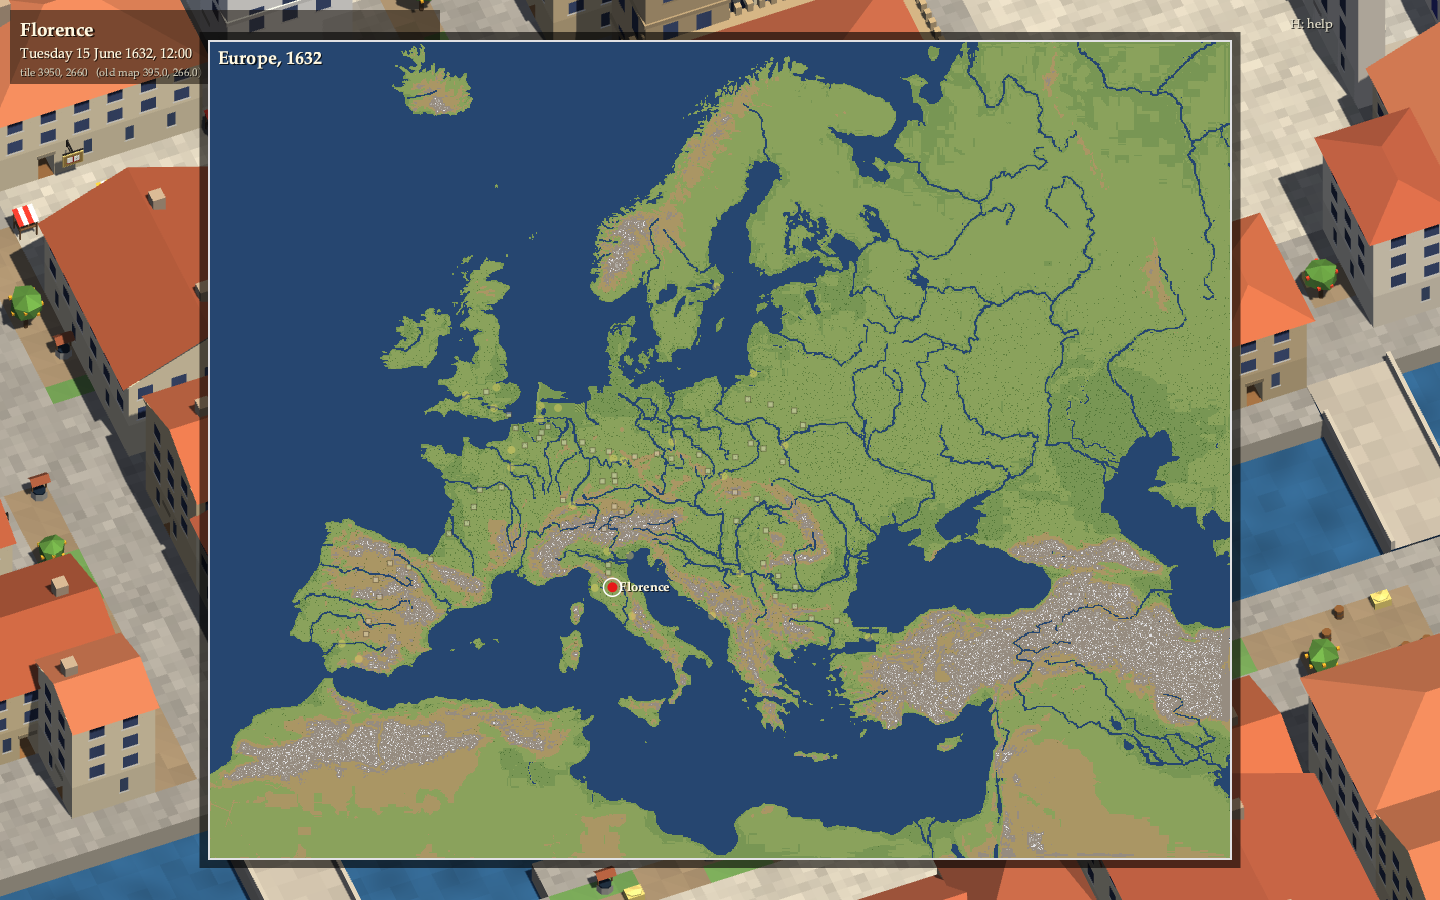 Florence
Tuesday 15 June 1632, 12:00
tile 3950, 2660 (old map 395.0, 266.0)
H: help
Europe, 1632
Florence